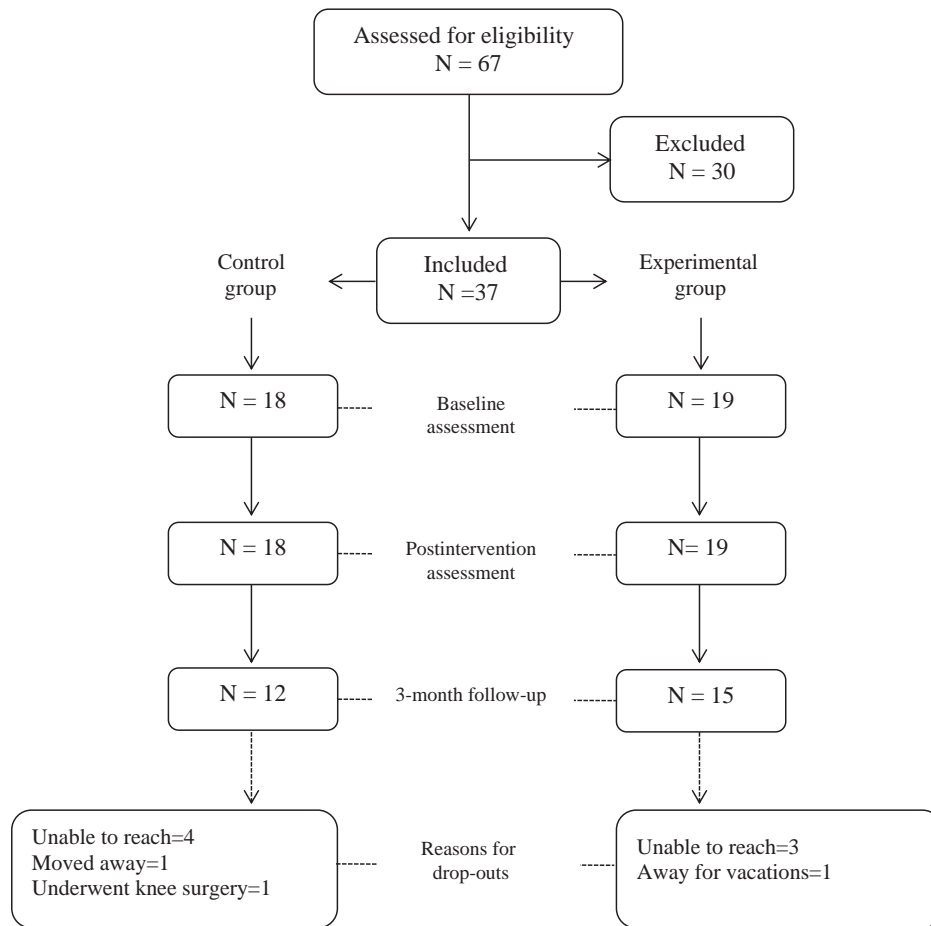 Assessed for eligibility
N = 67
Excluded
N = 30
Control
group
Included
N =37
Experimental
group
N = 18
Baseline
assessment
N = 19
N = 18
Postintervention
assessment
N= 19
N = 12
3-month follow-up
N = 15
Unable to reach=4
Moved away=1
Underwent knee surgery=1
Reasons for
drop-outs
Unable to reach=3
Away for vacations=1